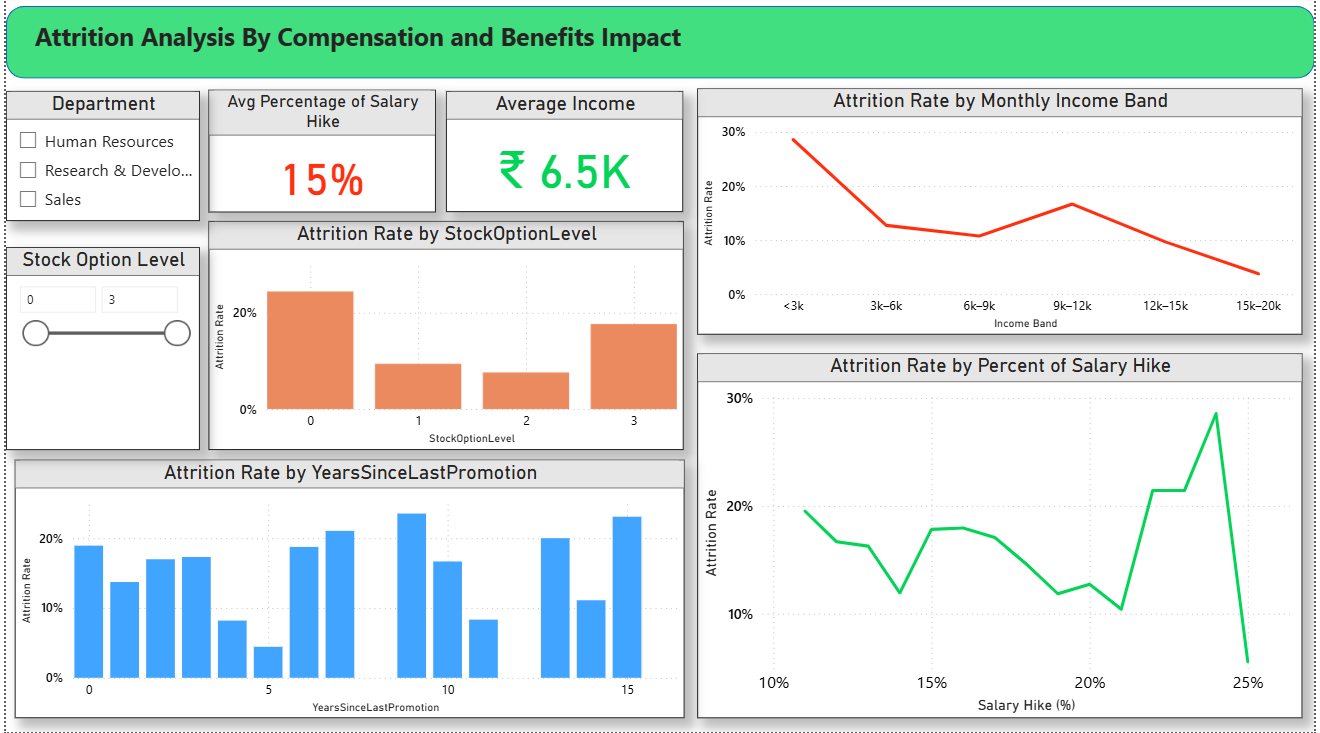 Attrition Analysis By Compensation and Benefits Impact
Department
Human Resources
Research & Develo...
Sales
Avg Percentage of Salary
Hike
15%
Average Income
₹ 6.5K
Attrition Rate by Monthly Income Band
30%
20%
10%
0%
Attrition Rate
<3k 3k–6k 6k–9k 9k–12k 12k–15k 15k–20k
Income Band
Stock Option Level
0 3
Attrition Rate by StockOptionLevel
20%
0%
Attrition Rate
0 1 2 3
StockOptionLevel
Attrition Rate by Percent of Salary Hike
30%
20%
10%
Attrition Rate
10% 15% 20% 25%
Salary Hike (%)
Attrition Rate by YearsSinceLastPromotion
20%
10%
0%
Attrition Rate
0 5 10 15
YearsSinceLastPromotion